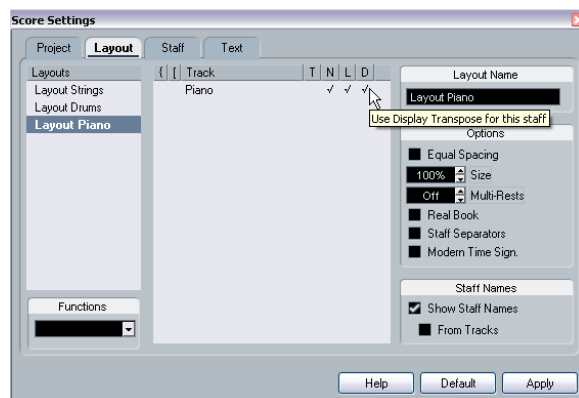 Score Settings
Project Layout Staff Text
Layouts
Layout Strings
Layout Drums
Layout Piano
Functions
{ [ Track T N L D
Piano √ √ √
Use Display Transpose for this staff
Layout Name
Layout Piano
Options
Equal Spacing
100% Size
Off Multi-Rests
Real Book
Staff Separators
Modern Time Sign.
Staff Names
Show Staff Names
From Tracks
Help Default Apply